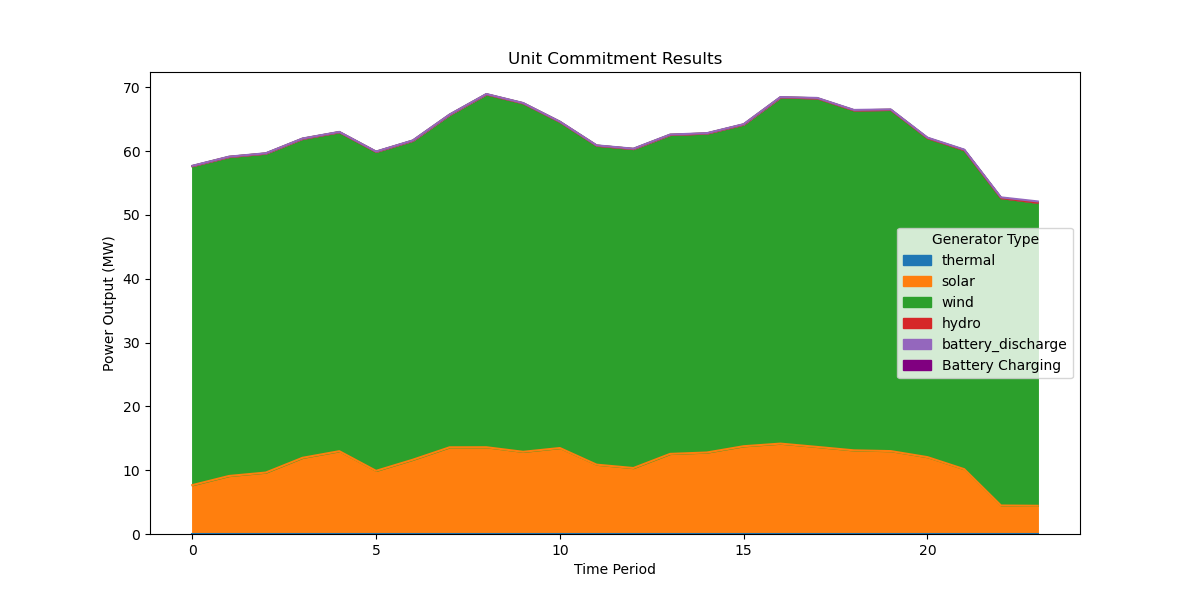 Unit Commitment Results
Power Output (MW)
70
60
50
40
30
20
10
0
Generator Type
thermal
solar
wind
hydro
battery_discharge
Battery Charging
0 5 10 15 20
Time Period